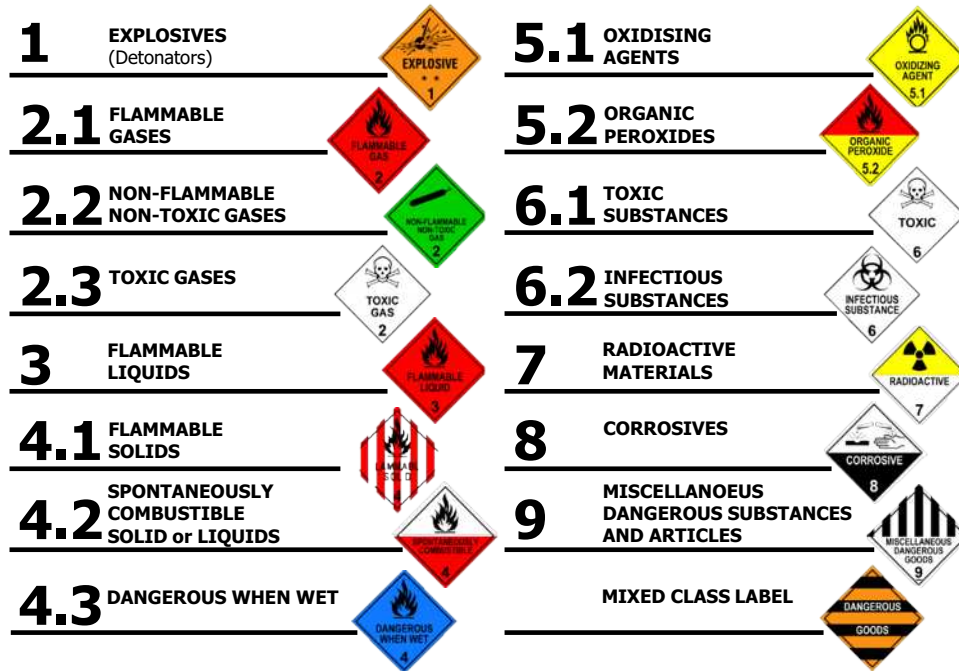 1
EXPLOSIVES
(Detonators)
EXPLOSIVE
* *
1
2.1
FLAMMABLE
GASES
FLAMMABLE
GAS
2
2.2
NON-FLAMMABLE
NON-TOXIC GASES
NON-FLAMMABLE
NON-TOXIC
GAS
2
2.3
TOXIC GASES
TOXIC
GAS
2
3
FLAMMABLE
LIQUIDS
FLAMMABLE
LIQUID
3
4.1
FLAMMABLE
SOLIDS
SOLID
4
4.2
SPONTANEOUSLY
COMBUSTIBLE
SOLID or LIQUIDS
SPONTANEOUSLY
COMBUSTIBLE
4
4.3
DANGEROUS WHEN WET
DANGEROUS
WHEN WET
4
5.1
OXIDISING
AGENTS
OXIDIZING
AGENT
5.1
5.2
ORGANIC
PEROXIDES
ORGANIC
PEROXIDE
5.2
6.1
TOXIC
SUBSTANCES
TOXIC
6
6.2
INFECTIOUS
SUBSTANCES
INFECTIOUS
SUBSTANCE
6
7
RADIOACTIVE
MATERIALS
RADIOACTIVE
7
8
CORROSIVES
CORROSIVE
8
9
MISCELLANOEUS
DANGEROUS SUBSTANCES
AND ARTICLES
MISCELLANEOUS
DANGEROUS
GOODS
9
MIXED CLASS LABEL
DANGEROUS
GOODS